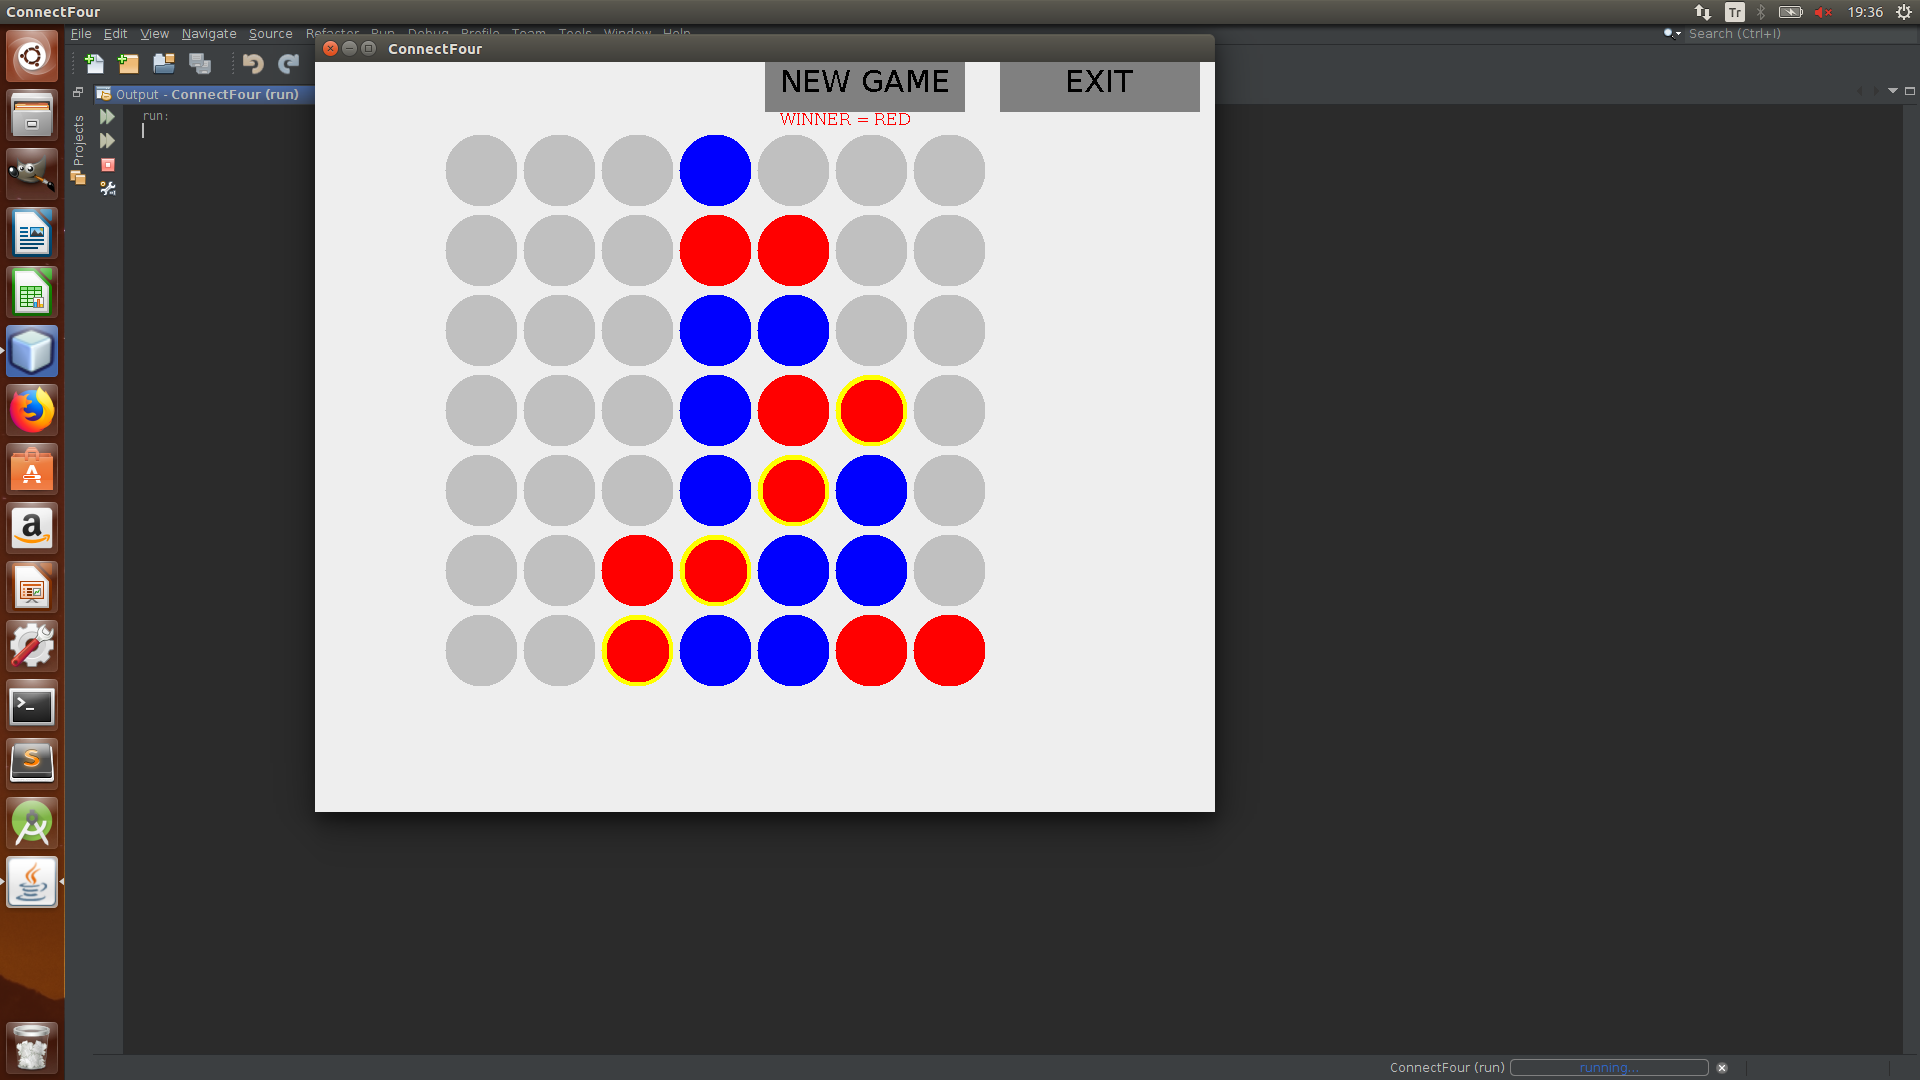 ConnectFour
Tr
19:36
File Edit View Navigate Source Refactor Run Debug Profile Team Tools Window Help
Search (Ctrl+I)
ConnectFour
Output - ConnectFour (run)
NEW GAME
EXIT
run:
WINNER = RED
Projects
ConnectFour (run)
running...